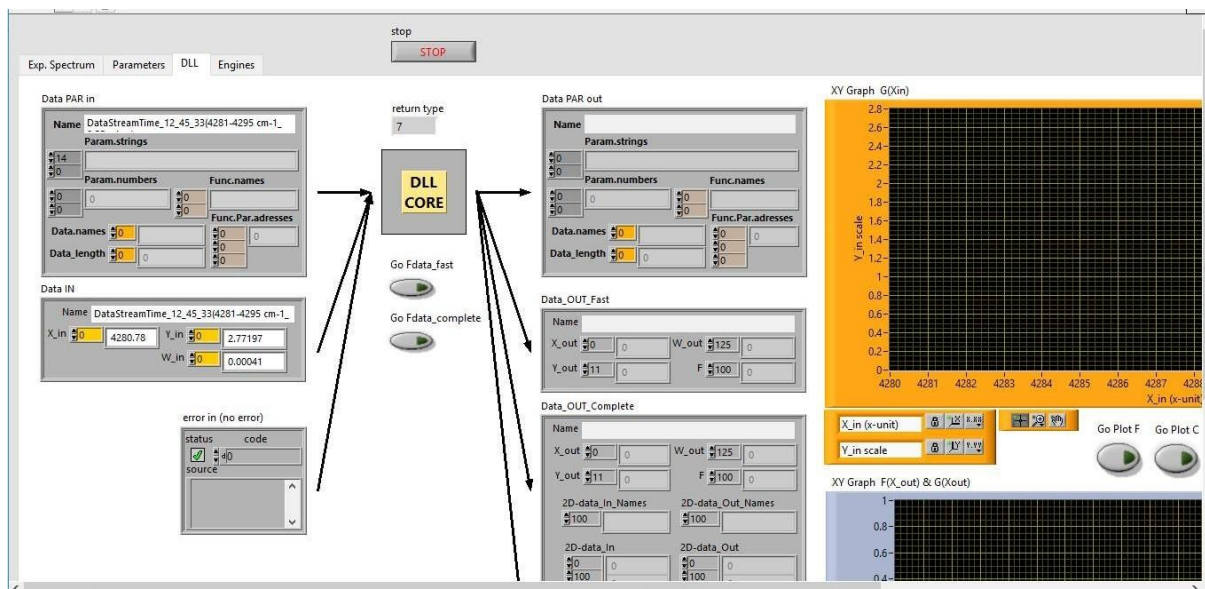 stop
STOP
Exp. Spectrum Parameters DLL Engines
Data PAR in
Name DataStreamTime_12_45_33(4281-4295 cm-1_
Param.strings
14
0
Param.numbers Func.names
0 0 0
0 0
Func.Par.adresses
Data.names 0 0 0
0
Data_length 0 0 0
Data IN
Name DataStreamTime_12_45_33(4281-4295 cm-1_
X_in 0 4280.78 Y_in 0 2.77197
W_in 0 0.00041
error in (no error)
status code
d0
source
return type
7
DLL
CORE
Go Fdata_fast
Go Fdata_complete
Data PAR out
Name
Param.strings
0
0
Param.numbers Func.names
0 0 0
0 0
Func.Par.adresses
Data.names 0 0 0
0
Data_length 0 0 0
Data_OUT_Fast
Name
X_out 0 0 W_out 125 0
Y_out 11 0 F 100 0
Data_OUT_Complete
Name
X_out 0 0 W_out 125 0
Y_out 11 0 F 100 0
2D-data_In_Names 2D-data_Out_Names
100 100
2D-data_In 2D-data_Out
0 0 0 0
100 100
XY Graph G(Xin)
2.8
2.6
2.4
2.2
2
1.8
1.6
1.4
1.2
1
0.8
0.6
0.4
0.2
0
Y_in scale
4280 4281 4282 4283 4284 4285 4286 4287 4288
X_in (x-unit)
X_in (x-unit)
Y_in scale
Go Plot F Go Plot C
XY Graph F(X_out) & G(Xout)
1
0.8
0.6
0.4